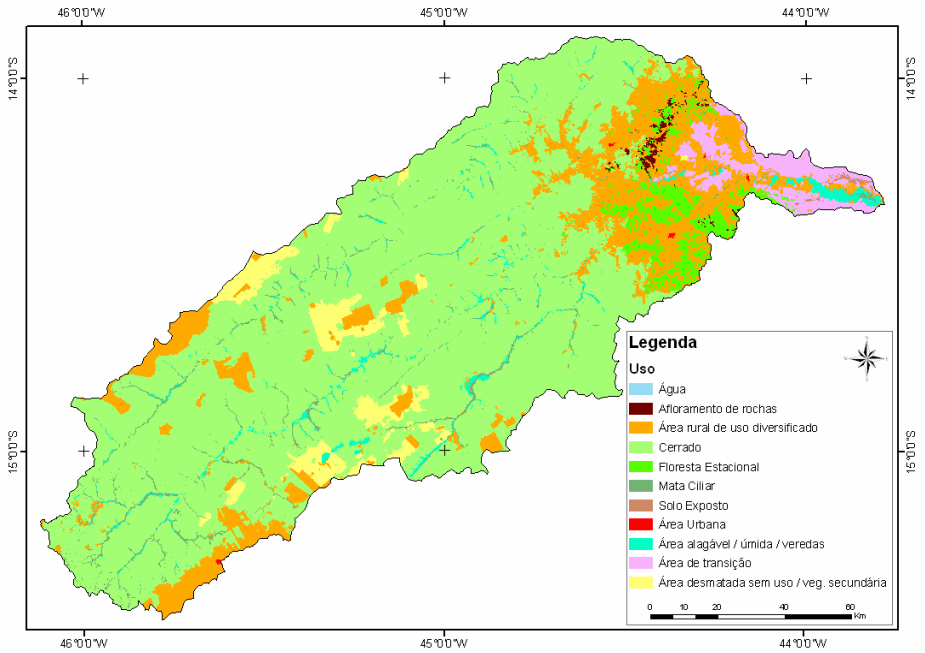 46°0'0"W 45°0'0"W 44°0'0"W
14°0'0"S 14°0'0"S
15°0'0"S 15°0'0"S
Legenda
Uso
Água
Afloramento de rochas
Área rural de uso diversificado
Cerrado
Floresta Estacional
Mata Ciliar
Solo Exposto
Área Urbana
Área alagável / úmida / veredas
Área de transição
Área desmatada sem uso / veg. secundária
0 10 20 40 60
Km
46°0'0"W 45°0'0"W 44°0'0"W